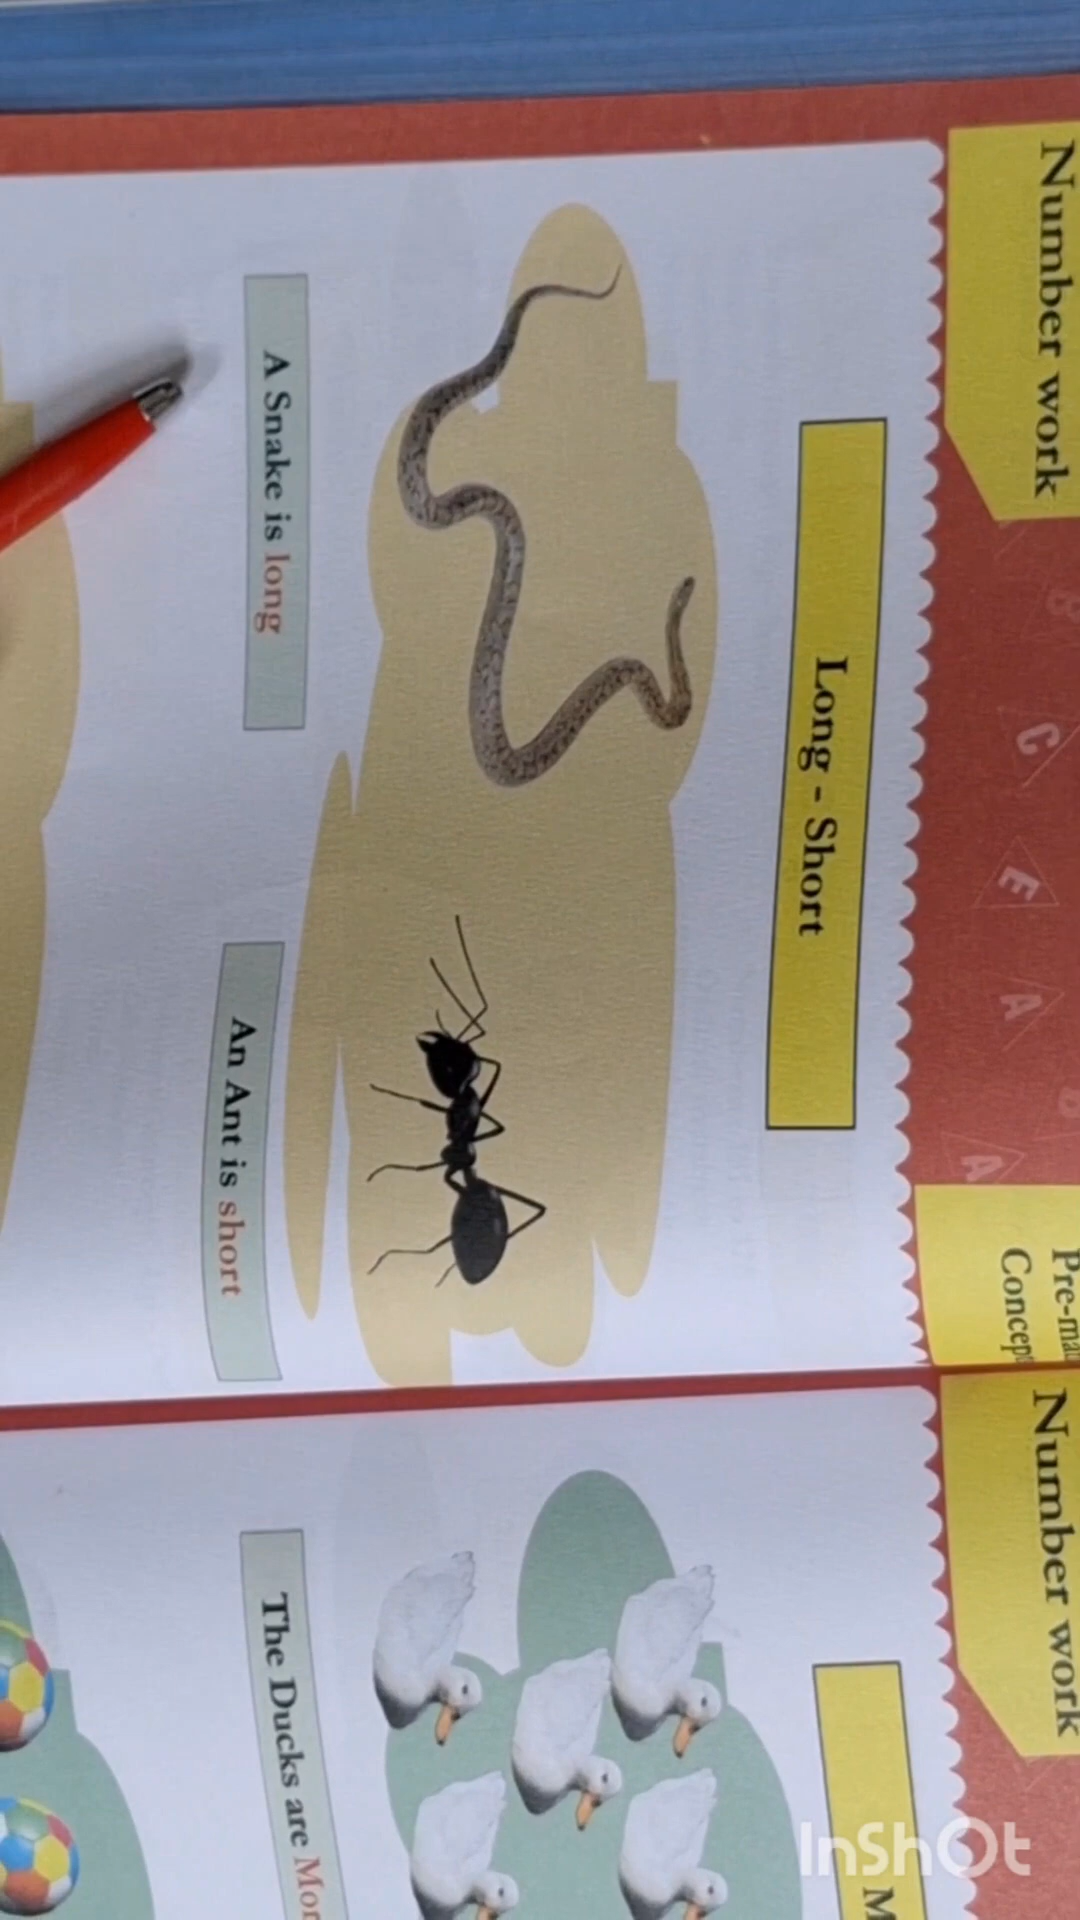 Number work
Long - Short
A Snake is long
An Ant is short
Number work
The Ducks are
C
E
A
A
InShOt